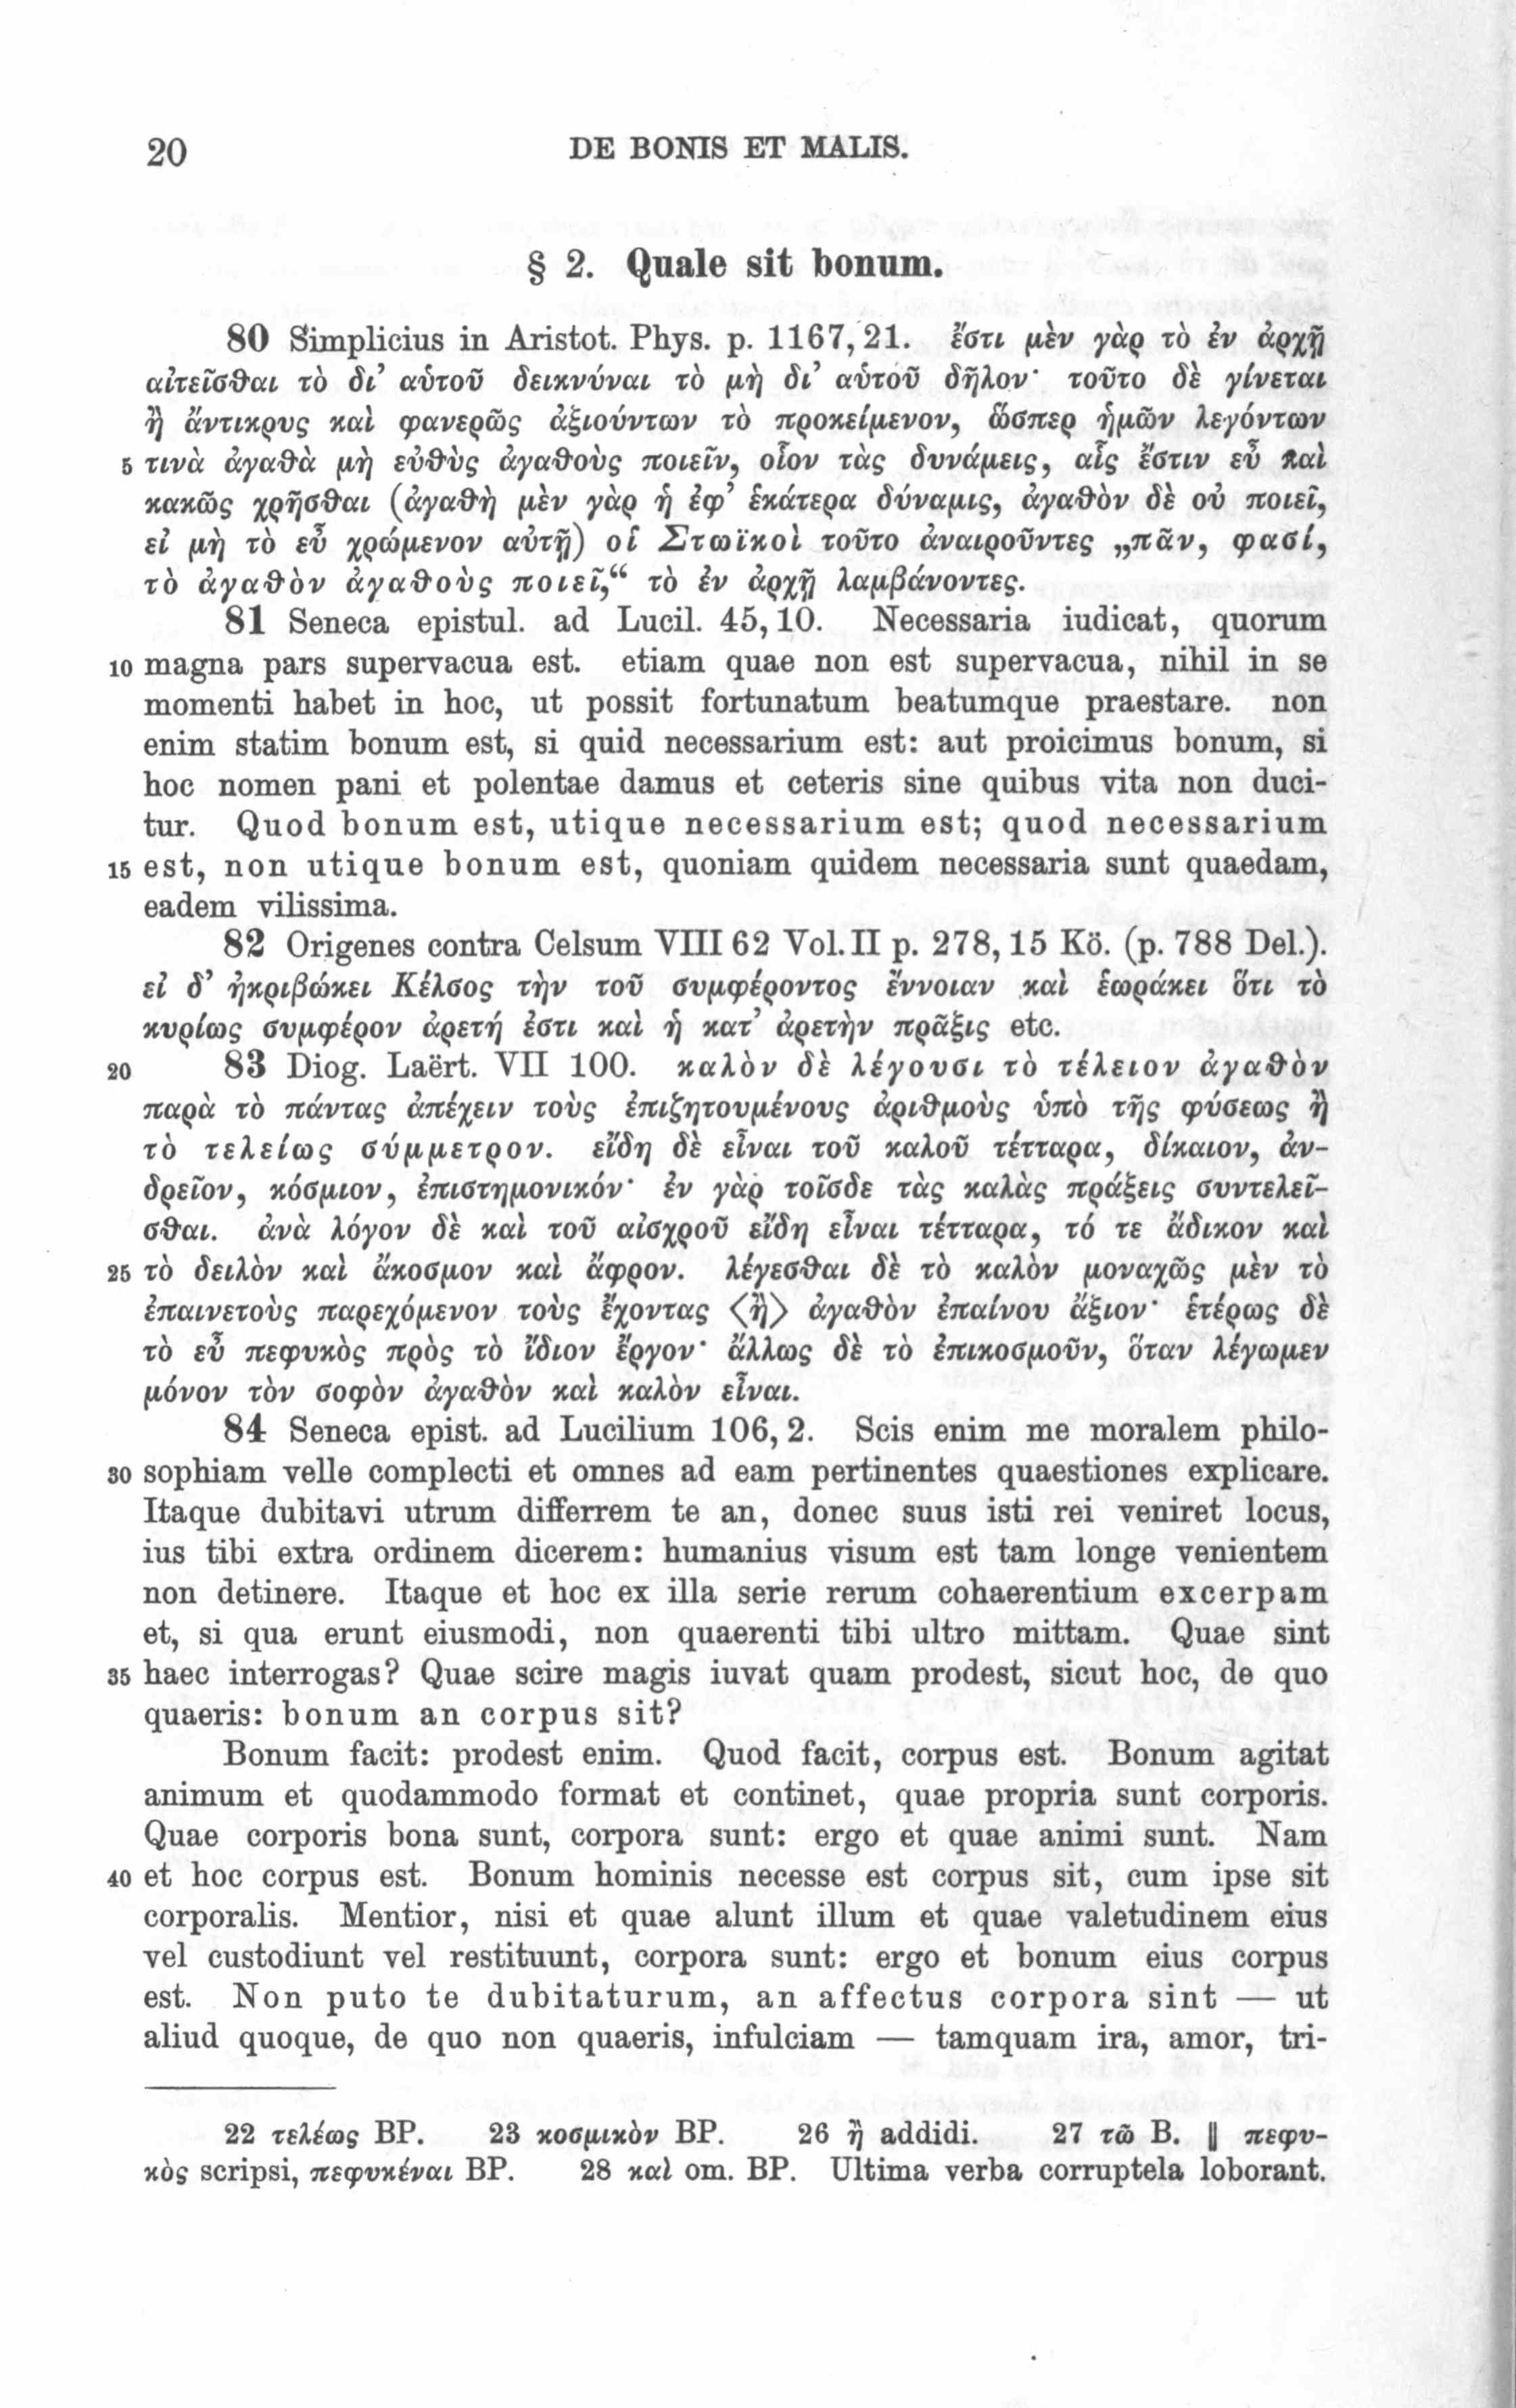 20 DE BONIS ET MALIS.
§ 2. Quale sit bonum.
80 Simplicius in Aristot. Phys. p. 1167, 21. ἔστι μὲν γὰρ τὸ ἐν ἀρχῇ
αἰτεῖσθαι τὸ δι’ αὑτοῦ δεικνύναι τὸ μὴ δι’ αὑτοῦ δῆλον· τοῦτο δὲ γίνεται
ἢ ἄντικρυς καὶ φανερῶς ἀξιούντων τὸ προκείμενον, ὥσπερ ἡμῶν λεγόντων
5 τινὰ ἀγαθὰ μὴ εὐθὺς ἀγαθοὺς ποιεῖν, οἷον τὰς δυνάμεις, αἷς ἔστιν εὖ καὶ
κακῶς χρῆσθαι (ἀγαθὴ μὲν γὰρ ἡ ἐφ’ ἑκάτερα δύναμις, ἀγαθὸν δὲ οὐ ποιεῖ,
εἰ μὴ τὸ εὖ χρώμενον αὐτῇ) οἱ Στωϊκοὶ τοῦτο ἀναιροῦντες „πᾶν, φασί,
τὸ ἀγαθὸν ἀγαθοὺς ποιεῖ,“ τὸ ἐν ἀρχῇ λαμβάνοντες.
81 Seneca epistul. ad Lucil. 45, 10. Necessaria iudicat, quorum
10 magna pars supervacua est. etiam quae non est supervacua, nihil in se
momenti habet in hoc, ut possit fortunatum beatumque praestare. non
enim statim bonum est, si quid necessarium est: aut proicimus bonum, si
hoc nomen pani et polentae damus et ceteris sine quibus vita non duci-
tur. Quod bonum est, utique necessarium est; quod necessarium
15 est, non utique bonum est, quoniam quidem necessaria sunt quaedam,
eadem vilissima.
82 Origenes contra Celsum VIII 62 Vol. II p. 278, 15 Kö. (p. 788 Del.).
εἰ δ’ ἠκριβώκει Κέλσος τὴν τοῦ συμφέροντος ἔννοιαν καὶ ἑωράκει ὅτι τὸ
κυρίως συμφέρον ἀρετή ἐστι καὶ ἡ κατ’ ἀρετὴν πρᾶξις etc.
20 83 Diog. Laërt. VII 100. καλὸν δὲ λέγουσι τὸ τέλειον ἀγαθὸν
παρὰ τὸ πάντας ἀπέχειν τοὺς ἐπιζητουμένους ἀριθμοὺς ὑπὸ τῆς φύσεως ἢ
τὸ τελείως σύμμετρον. εἴδη δὲ εἶναι τοῦ καλοῦ τέτταρα, δίκαιον, ἀν-
δρεῖον, κόσμιον, ἐπιστημονικόν· ἐν γὰρ τοῖσδε τὰς καλὰς πράξεις συντελεῖ-
σθαι. ἀνὰ λόγον δὲ καὶ τοῦ αἰσχροῦ εἴδη εἶναι τέτταρα, τό τε ἄδικον καὶ
25 τὸ δειλὸν καὶ ἄκοσμον καὶ ἄφρον. λέγεσθαι δὲ τὸ καλὸν μοναχῶς μὲν τὸ
ἐπαινετοὺς παρεχόμενον τοὺς ἔχοντας ⟨ἢ⟩ ἀγαθὸν ἐπαίνου ἄξιον· ἑτέρως δὲ
τὸ εὖ πεφυκὸς πρὸς τὸ ἴδιον ἔργον· ἄλλως δὲ τὸ ἐπικοσμοῦν, ὅταν λέγωμεν
μόνον τὸν σοφὸν ἀγαθὸν καὶ καλὸν εἶναι.
84 Seneca epist. ad Lucilium 106, 2. Scis enim me moralem philo-
30 sophiam velle complecti et omnes ad eam pertinentes quaestiones explicare.
Itaque dubitavi utrum differrem te an, donec suus isti rei veniret locus,
ius tibi extra ordinem dicerem: humanius visum est tam longe venientem
non detinere. Itaque et hoc ex illa serie rerum cohaerentium excerpam
et, si qua erunt eiusmodi, non quaerenti tibi ultro mittam. Quae sint
35 haec interrogas? Quae scire magis iuvat quam prodest, sicut hoc, de quo
quaeris: bonum an corpus sit?
Bonum facit: prodest enim. Quod facit, corpus est. Bonum agitat
animum et quodammodo format et continet, quae propria sunt corporis.
Quae corporis bona sunt, corpora sunt: ergo et quae animi sunt. Nam
40 et hoc corpus est. Bonum hominis necesse est corpus sit, cum ipse sit
corporalis. Mentior, nisi et quae alunt illum et quae valetudinem eius
vel custodiunt vel restituunt, corpora sunt: ergo et bonum eius corpus
est. Non puto te dubitaturum, an affectus corpora sint — ut
aliud quoque, de quo non quaeris, infulciam — tamquam ira, amor, tri-
22 τελέως BP. 23 κοσμικὸν BP. 26 ἢ addidi. 27 τῶ B. ‖ πεφυ-
κὸς scripsi, πεφυκέναι BP. 28 καὶ om. BP. Ultima verba corruptela loborant.